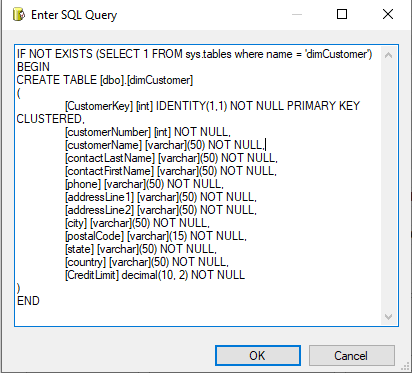 Enter SQL Query
IF NOT EXISTS (SELECT 1 FROM sys.tables where name = 'dimCustomer')
BEGIN
CREATE TABLE [dbo].[dimCustomer]
(
[CustomerKey] [int] IDENTITY(1,1) NOT NULL PRIMARY KEY
CLUSTERED,
[customerNumber] [int] NOT NULL,
[customerName] [varchar](50) NOT NULL,
[contactLastName] [varchar](50) NOT NULL,
[contactFirstName] [varchar](50) NOT NULL,
[phone] [varchar](50) NOT NULL,
[addressLine1] [varchar](50) NOT NULL,
[addressLine2] [varchar](50) NOT NULL,
[city] [varchar](50) NOT NULL,
[postalCode] [varchar](15) NOT NULL,
[state] [varchar](50) NOT NULL,
[country] [varchar](50) NOT NULL,
[CreditLimit] decimal(10, 2) NOT NULL
)
END
OK Cancel